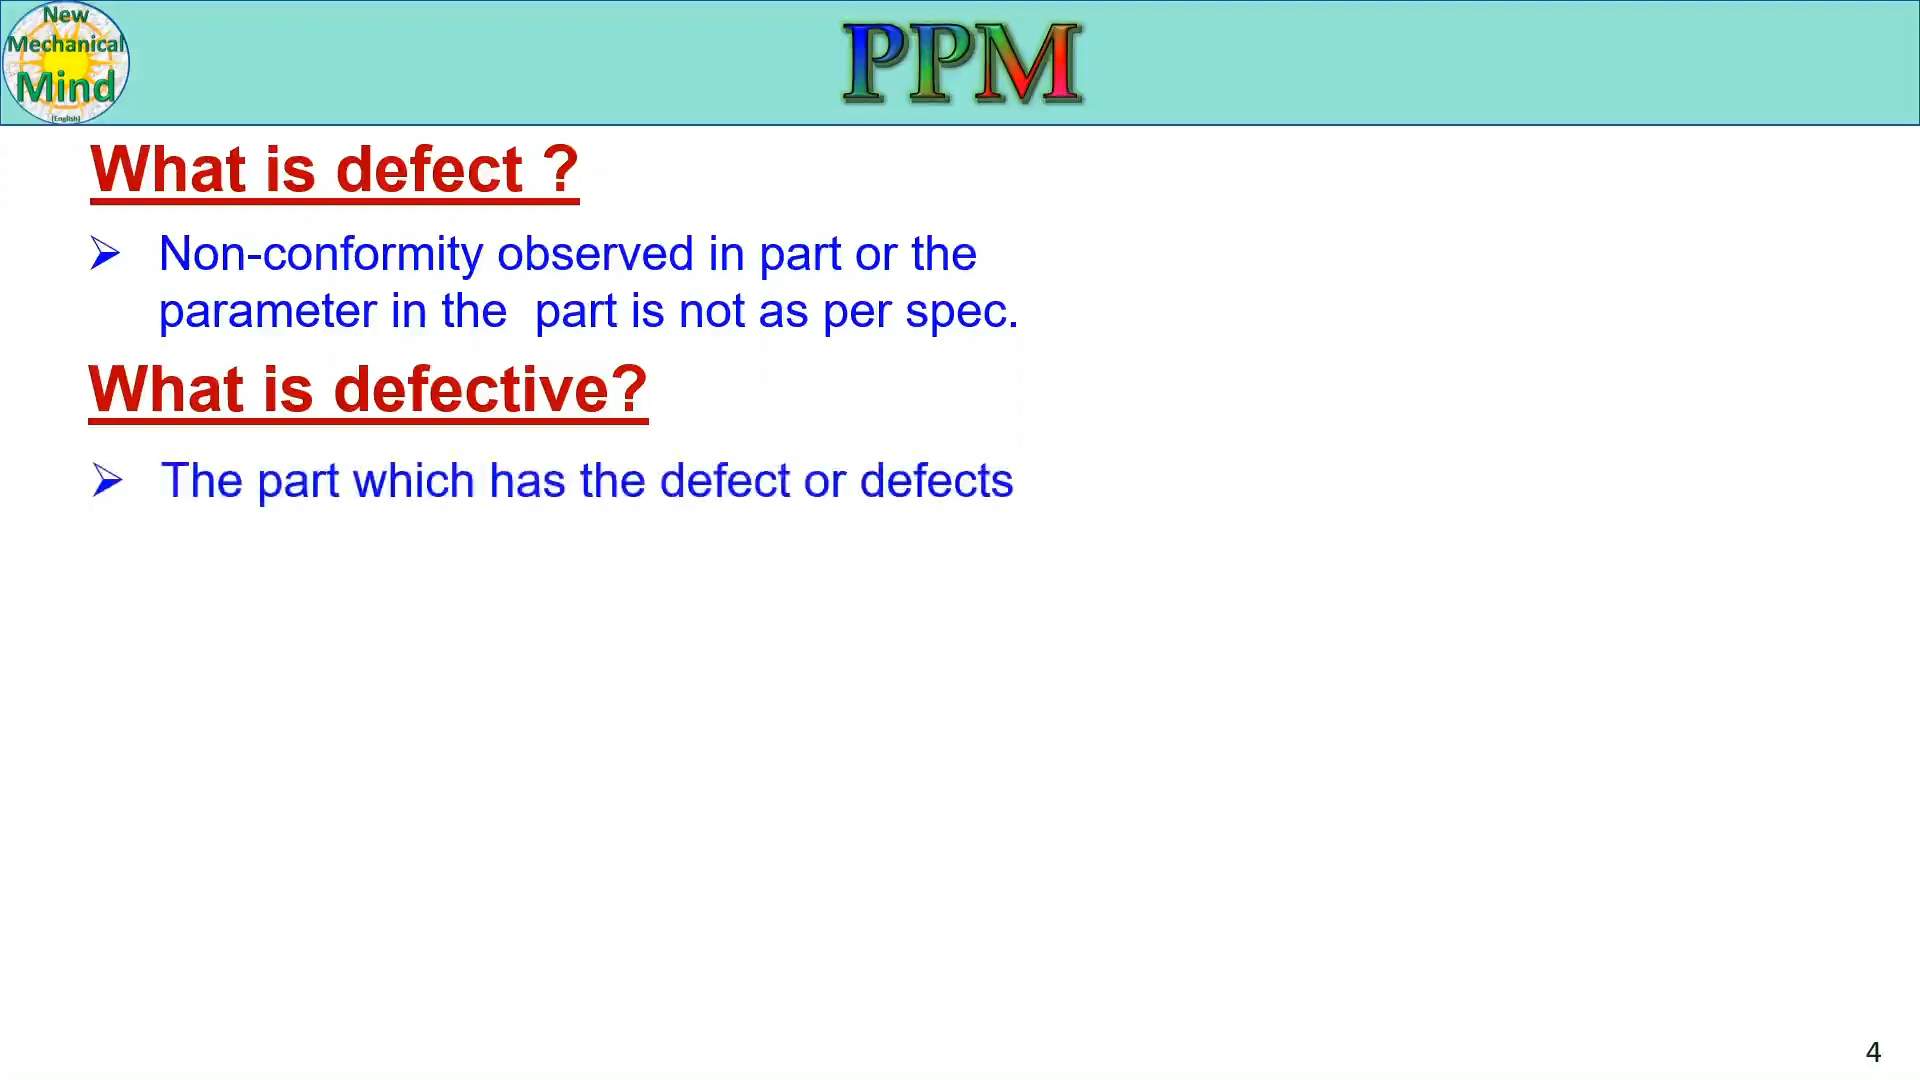 New
Mechanical
Mind
(English)
PPM
What is defect ?
➢ Non-conformity observed in part or the
parameter in the  part is not as per spec.
What is defective?
➢ The part which has the defect or defects
4